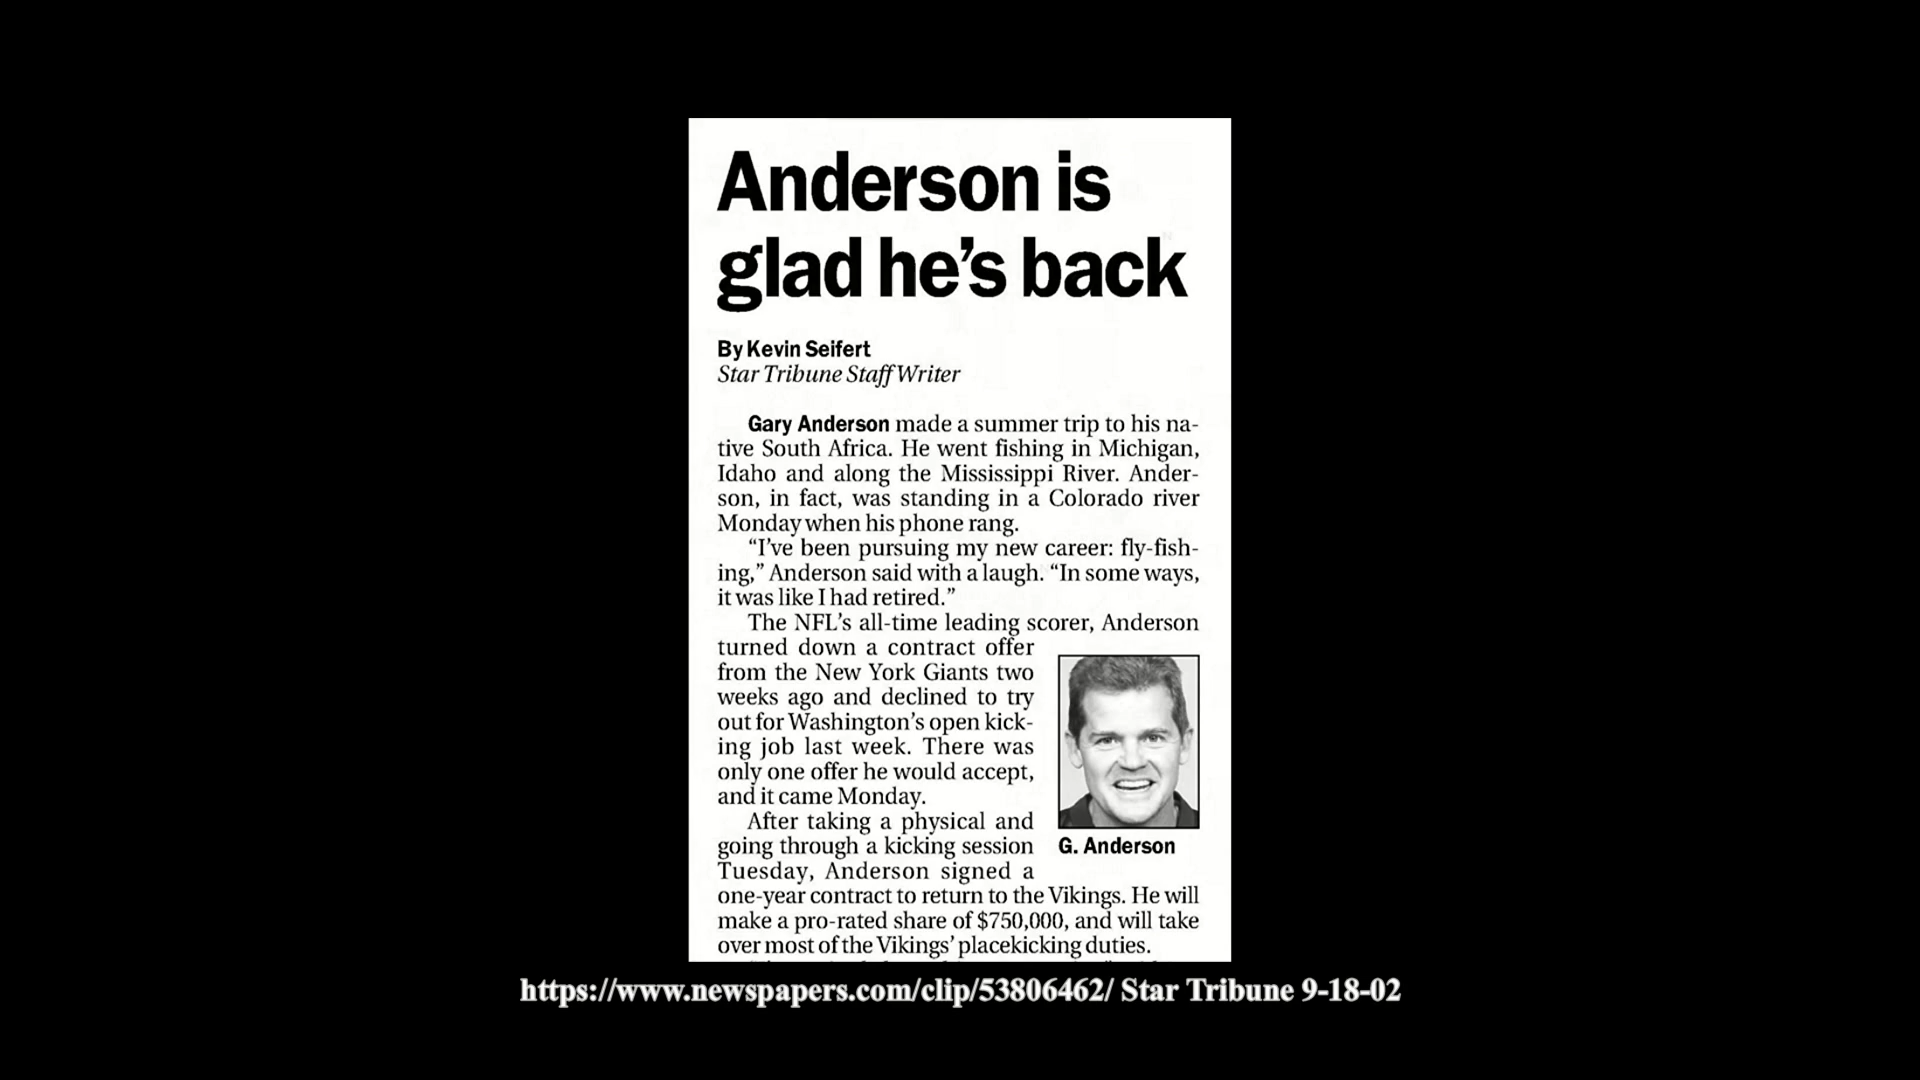 Anderson is
glad he's back
By Kevin Seifert
Star Tribune Staff Writer
Gary Anderson made a summer trip to his na-
tive South Africa. He went fishing in Michigan,
Idaho and along the Mississippi River. Ander-
son, in fact, was standing in a Colorado river
Monday when his phone rang.
“I've been pursuing my new career: fly-fish-
ing,” Anderson said with a laugh. “In some ways,
it was like I had retired.”
The NFL's all-time leading scorer, Anderson
turned down a contract offer
from the New York Giants two
weeks ago and declined to try
out for Washington's open kick-
ing job last week. There was
only one offer he would accept,
and it came Monday.
After taking a physical and
going through a kicking session
Tuesday, Anderson signed a
one-year contract to return to the Vikings. He will
make a pro-rated share of $750,000, and will take
over most of the Vikings' placekicking duties.
G. Anderson
https://www.newspapers.com/clip/53806462/ Star Tribune 9-18-02